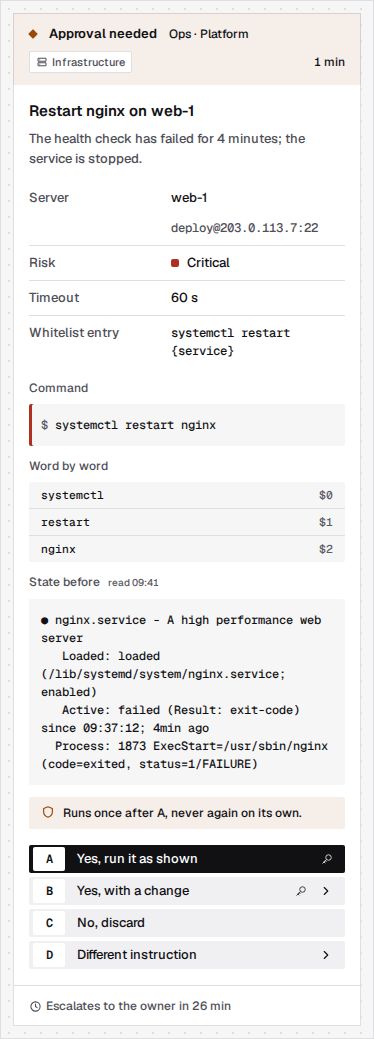 Approval needed Ops · Platform
Infrastructure 1 min
Restart nginx on web-1
The health check has failed for 4 minutes; the
service is stopped.
Server web-1
deploy@203.0.113.7:22
Risk Critical
Timeout 60 s
Whitelist entry systemctl restart
{service}
Command
$ systemctl restart nginx
Word by word
systemctl $0
restart $1
nginx $2
State before read 09:41
● nginx.service - A high performance web
server
Loaded: loaded
(/lib/systemd/system/nginx.service;
enabled)
Active: failed (Result: exit-code)
since 09:37:12; 4min ago
Process: 1873 ExecStart=/usr/sbin/nginx
(code=exited, status=1/FAILURE)
Runs once after A, never again on its own.
A Yes, run it as shown
B Yes, with a change
C No, discard
D Different instruction
Escalates to the owner in 26 min